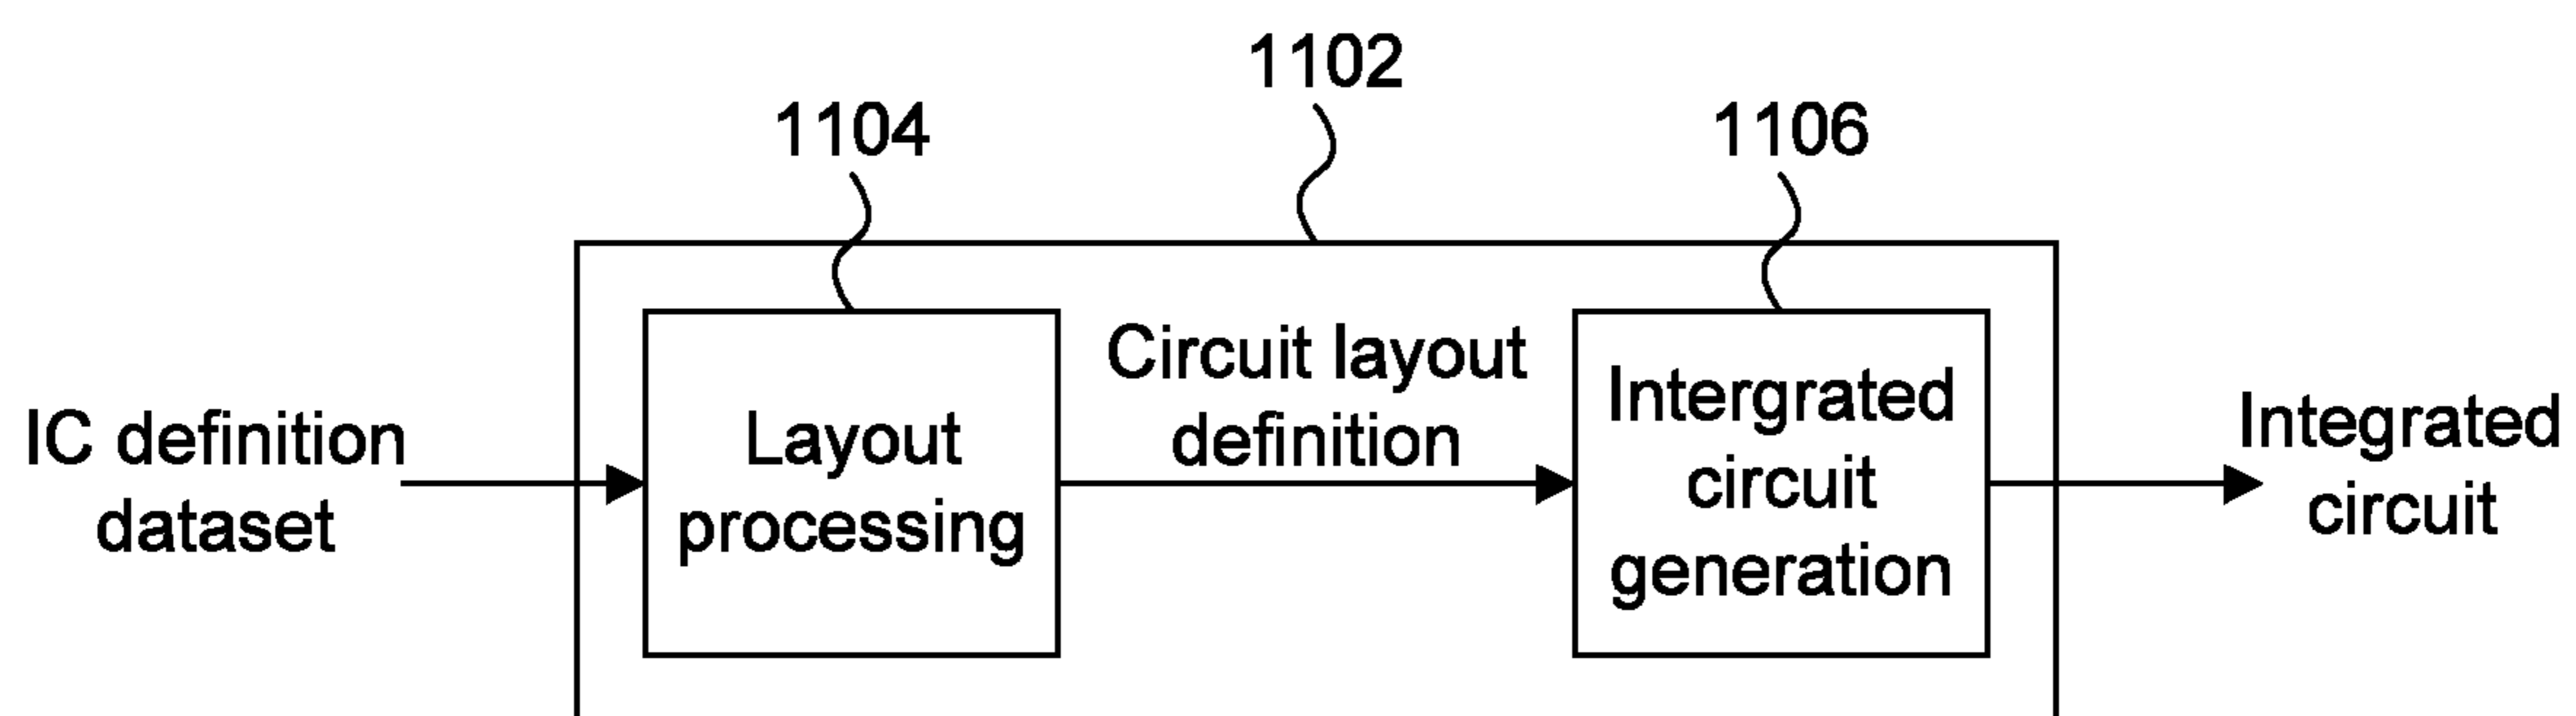 1102
1104
1106
IC definition
dataset
Layout
processing
Circuit layout
definition
Intergrated
circuit
generation
Integrated
circuit